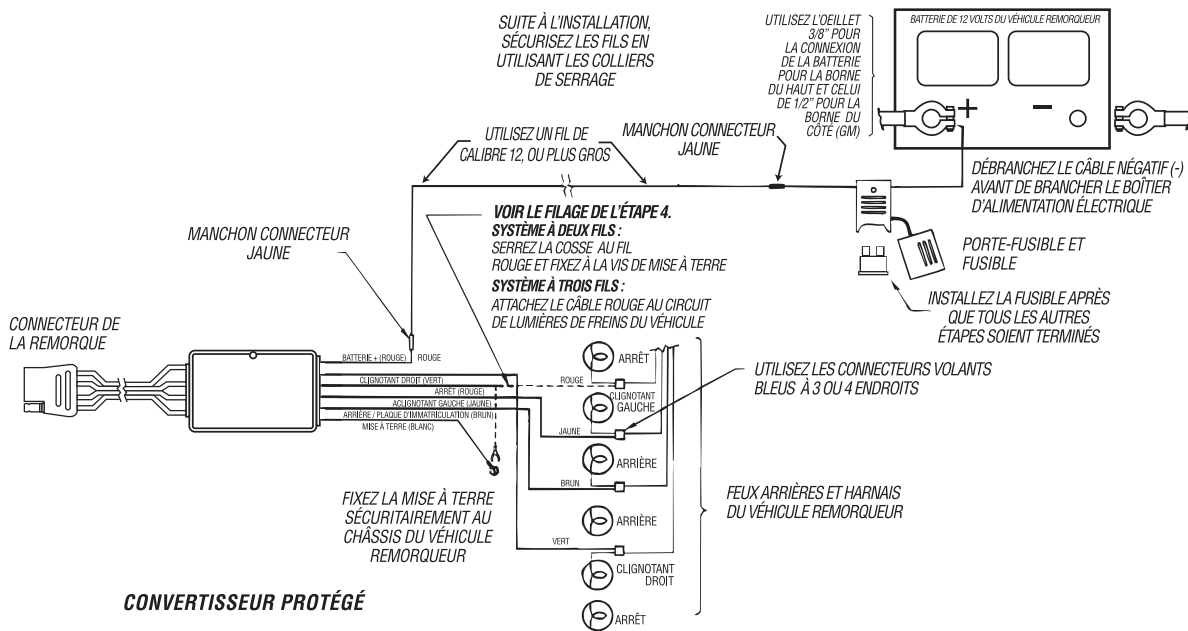 SUITE À L'INSTALLATION,
SÉCURISEZ LES FILS EN
UTILISANT LES COLLIERS
DE SERRAGE
UTILISEZ L'OEILLET
3/8" POUR
LA CONNEXION
DE LA BATTERIE
POUR LA BORNE
DU HAUT ET CELUI
DE 1/2" POUR LA
BORNE DU
CÔTÉ (GM)
BATTERIE DE 12 VOLTS DU VÉHICULE REMORQUEUR
+
−
UTILISEZ UN FIL DE
CALIBRE 12, OU PLUS GROS
MANCHON CONNECTEUR
JAUNE
DÉBRANCHEZ LE CÂBLE NÉGATIF (-)
AVANT DE BRANCHER LE BOÎTIER
D'ALIMENTATION ÉLECTRIQUE
MANCHON CONNECTEUR
JAUNE
VOIR LE FILAGE DE L'ÉTAPE 4.
SYSTÈME À DEUX FILS :
SERREZ LA COSSE AU FIL
ROUGE ET FIXEZ À LA VIS DE MISE À TERRE
SYSTÈME À TROIS FILS :
ATTACHEZ LE CÂBLE ROUGE AU CIRCUIT
DE LUMIÈRES DE FREINS DU VÉHICULE
PORTE-FUSIBLE ET
FUSIBLE
INSTALLEZ LA FUSIBLE APRÈS
QUE TOUS LES AUTRES
ÉTAPES SOIENT TERMINÉS
CONNECTEUR DE
LA REMORQUE
BATTERIE + (ROUGE)
ROUGE
CLIGNOTANT DROIT (VERT)
ARRÊT (ROUGE)
ACLIGNOTANT GAUCHE (JAUNE)
ARRIÈRE / PLAQUE D'IMMATRICULATION (BRUN)
MISE À TERRE (BLANC)
ARRÊT
ROUGE
CLIGNOTANT
GAUCHE
JAUNE
ARRIÈRE
BRUN
ARRIÈRE
VERT
CLIGNOTANT
DROIT
ARRÊT
UTILISEZ LES CONNECTEURS VOLANTS
BLEUS À 3 OU 4 ENDROITS
FEUX ARRIÈRES ET HARNAIS
DU VÉHICULE REMORQUEUR
FIXEZ LA MISE À TERRE
SÉCURITAIREMENT AU
CHÂSSIS DU VÉHICULE
REMORQUEUR
CONVERTISSEUR PROTÉGÉ